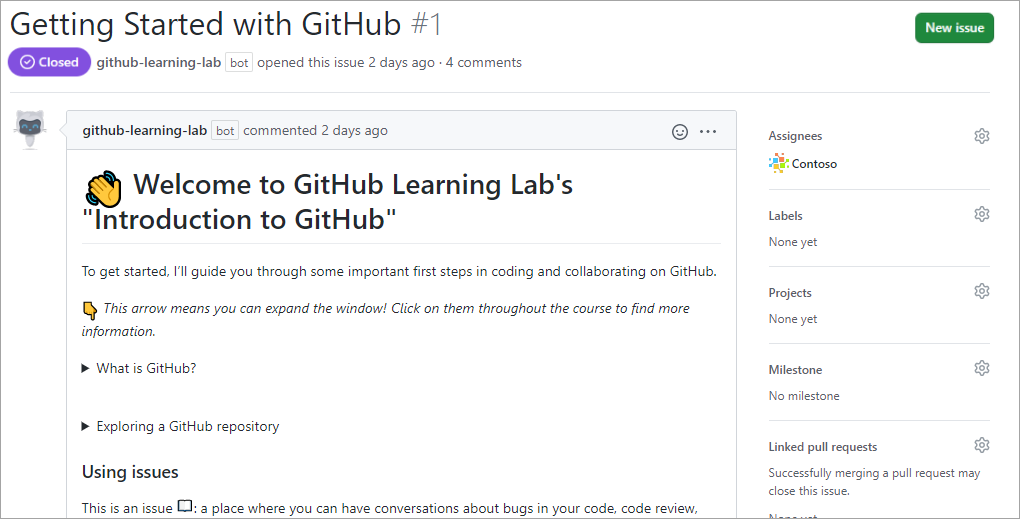 Getting Started with GitHub #1
New issue
Closed github-learning-lab bot opened this issue 2 days ago · 4 comments
github-learning-lab bot commented 2 days ago
👋 Welcome to GitHub Learning Lab's
"Introduction to GitHub"
To get started, I’ll guide you through some important first steps in coding and collaborating on GitHub.
👇 This arrow means you can expand the window! Click on them throughout the course to find more
information.
What is GitHub?
Exploring a GitHub repository
Using issues
This is an issue 📖: a place where you can have conversations about bugs in your code, code review,
Assignees
Contoso
Labels
None yet
Projects
None yet
Milestone
No milestone
Linked pull requests
Successfully merging a pull request may
close this issue.
None yet